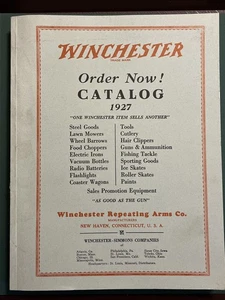 WINCHESTER
TRADE MARK
Order Now!
CATALOG
1927
"ONE WINCHESTER ITEM SELLS ANOTHER"
Steel Goods
Lawn Mowers
Wheel Barrows
Food Choppers
Electric Irons
Vacuum Bottles
Radio Batteries
Flashlights
Coaster Wagons
Tools
Cutlery
Hair Clippers
Guns & Ammunition
Fishing Tackle
Sporting Goods
Ice Skates
Roller Skates
Paints
Sales Promotion Equipment
"AS GOOD AS THE GUN"
Winchester Repeating Arms Co.
MANUFACTURERS
NEW HAVEN, CONNECTICUT, U. S. A.
WINCHESTER-SIMMONS COMPANIES